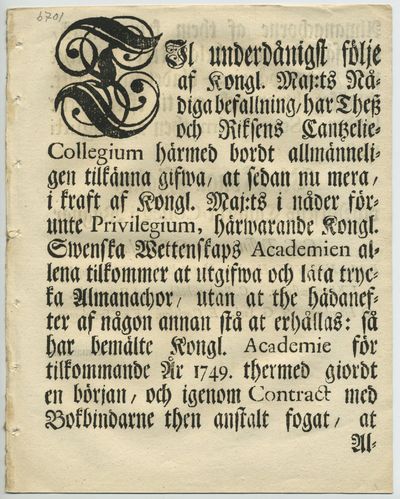 6701.
Til underdånigst följe
af Kongl. Maj:ts Nå-
diga befallning/ har Theß
och Riksens Cantzelie-
Collegium härmed bordt allmänneli-
gen tilkänna gifwa/ at sedan nu mera/
i kraft af Kongl. Maj:ts i nåder för-
unte Privilegium, härwarande Kongl.
Swenska Wettenskaps Academien al-
lena tilkommer at utgifwa och låta tryc-
ka Almanachor/ utan at the hädanef-
ter af någon annan stå at erhållas: så
har bemälte Kongl. Academie för
tilkommande År 1749. thermed giordt
en början/ och igenom Contract med
Bokbindarne then anstalt fogat/ at
Al-